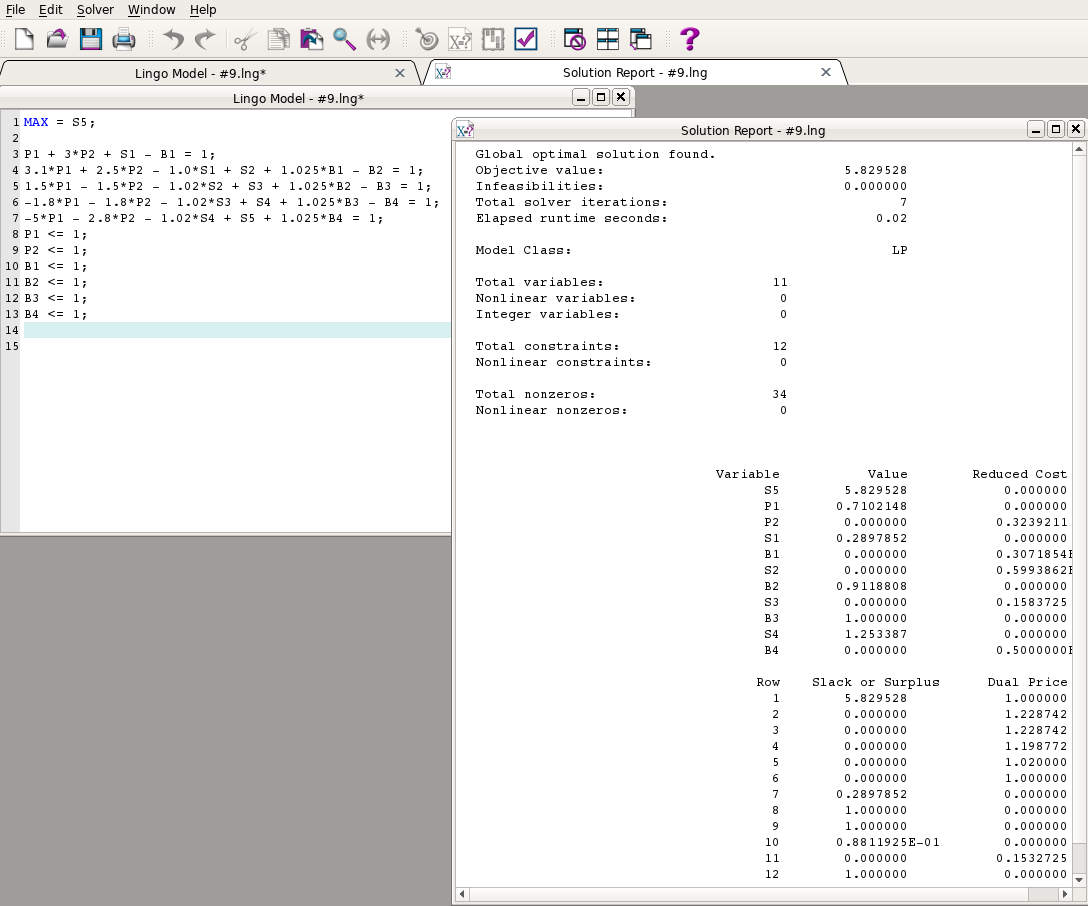 File Edit Solver Window Help
Lingo Model - #9.lng*
Solution Report - #9.lng
Lingo Model - #9.lng*
1 MAX = S5;
2
3 P1 + 3*P2 + S1 - B1 = 1;
4 3.1*P1 + 2.5*P2 - 1.0*S1 + S2 + 1.025*B1 - B2 = 1;
5 1.5*P1 - 1.5*P2 - 1.02*S2 + S3 + 1.025*B2 - B3 = 1;
6 -1.8*P1 - 1.8*P2 - 1.02*S3 + S4 + 1.025*B3 - B4 = 1;
7 -5*P1 - 2.8*P2 - 1.02*S4 + S5 + 1.025*B4 = 1;
8 P1 <= 1;
9 P2 <= 1;
10 B1 <= 1;
11 B2 <= 1;
12 B3 <= 1;
13 B4 <= 1;
14
15
Solution Report - #9.lng
Global optimal solution found.
Objective value: 5.829528
Infeasibilities: 0.000000
Total solver iterations: 7
Elapsed runtime seconds: 0.02
Model Class: LP
Total variables: 11
Nonlinear variables: 0
Integer variables: 0
Total constraints: 12
Nonlinear constraints: 0
Total nonzeros: 34
Nonlinear nonzeros: 0
Variable Value Reduced Cost
S5 5.829528 0.000000
P1 0.7102148 0.000000
P2 0.000000 0.3239211
S1 0.2897852 0.000000
B1 0.000000 0.3071854E
S2 0.000000 0.5993862E
B2 0.9118808 0.000000
S3 0.000000 0.1583725
B3 1.000000 0.000000
S4 1.253387 0.000000
B4 0.000000 0.5000000E
Row Slack or Surplus Dual Price
1 5.829528 1.000000
2 0.000000 1.228742
3 0.000000 1.228742
4 0.000000 1.198772
5 0.000000 1.020000
6 0.000000 1.000000
7 0.2897852 0.000000
8 1.000000 0.000000
9 1.000000 0.000000
10 0.8811925E-01 0.000000
11 0.000000 0.1532725
12 1.000000 0.000000